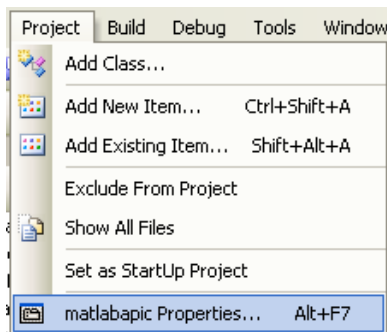 Project Build Debug Tools Window
Add Class...
Add New Item... Ctrl+Shift+A
Add Existing Item... Shift+Alt+A
Exclude From Project
Show All Files
Set as StartUp Project
matlabapic Properties... Alt+F7